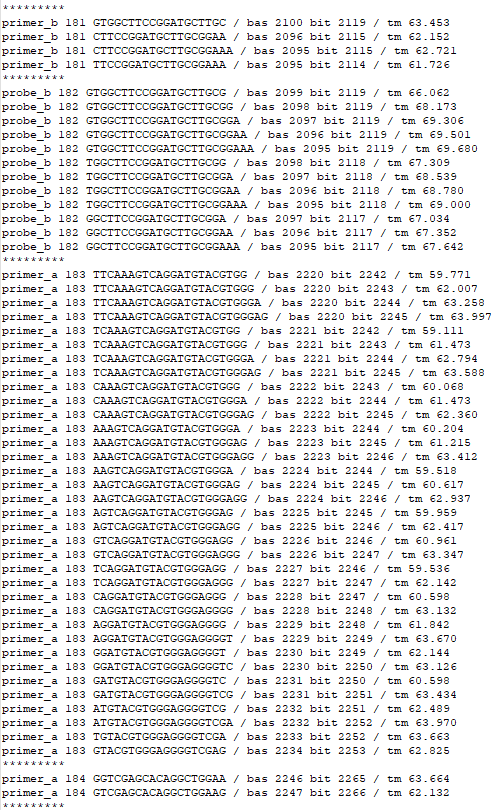 *********
primer_b 181 GTGGCTTCCGGATGCTTGC / bas 2100 bit 2119 / tm 63.453
primer_b 181 CTTCCGGATGCTTGCGGAA / bas 2096 bit 2115 / tm 62.152
primer_b 181 CTTCCGGATGCTTGCGGAAA / bas 2095 bit 2115 / tm 62.721
primer_b 181 TTCCGGATGCTTGCGGAAA / bas 2095 bit 2114 / tm 61.726
*********
probe_b 182 GTGGCTTCCGGATGCTTGCG / bas 2099 bit 2119 / tm 66.062
probe_b 182 GTGGCTTCCGGATGCTTGCGG / bas 2098 bit 2119 / tm 68.173
probe_b 182 GTGGCTTCCGGATGCTTGCGGA / bas 2097 bit 2119 / tm 69.306
probe_b 182 GTGGCTTCCGGATGCTTGCGGAA / bas 2096 bit 2119 / tm 69.501
probe_b 182 GTGGCTTCCGGATGCTTGCGGAAA / bas 2095 bit 2119 / tm 69.680
probe_b 182 TGGCTTCCGGATGCTTGCGG / bas 2098 bit 2118 / tm 67.309
probe_b 182 TGGCTTCCGGATGCTTGCGGA / bas 2097 bit 2118 / tm 68.539
probe_b 182 TGGCTTCCGGATGCTTGCGGAA / bas 2096 bit 2118 / tm 68.780
probe_b 182 TGGCTTCCGGATGCTTGCGGAAA / bas 2095 bit 2118 / tm 69.000
probe_b 182 GGCTTCCGGATGCTTGCGGA / bas 2097 bit 2117 / tm 67.034
probe_b 182 GGCTTCCGGATGCTTGCGGAA / bas 2096 bit 2117 / tm 67.352
probe_b 182 GGCTTCCGGATGCTTGCGGAAA / bas 2095 bit 2117 / tm 67.642
*********
primer_a 183 TTCAAAGTCAGGATGTACGTGG / bas 2220 bit 2242 / tm 59.771
primer_a 183 TTCAAAGTCAGGATGTACGTGGG / bas 2220 bit 2243 / tm 62.007
primer_a 183 TTCAAAGTCAGGATGTACGTGGGA / bas 2220 bit 2244 / tm 63.258
primer_a 183 TTCAAAGTCAGGATGTACGTGGGAG / bas 2220 bit 2245 / tm 63.997
primer_a 183 TCAAAGTCAGGATGTACGTGG / bas 2221 bit 2242 / tm 59.111
primer_a 183 TCAAAGTCAGGATGTACGTGGG / bas 2221 bit 2243 / tm 61.473
primer_a 183 TCAAAGTCAGGATGTACGTGGGA / bas 2221 bit 2244 / tm 62.794
primer_a 183 TCAAAGTCAGGATGTACGTGGGAG / bas 2221 bit 2245 / tm 63.588
primer_a 183 CAAAGTCAGGATGTACGTGGG / bas 2222 bit 2243 / tm 60.068
primer_a 183 CAAAGTCAGGATGTACGTGGGA / bas 2222 bit 2244 / tm 61.473
primer_a 183 CAAAGTCAGGATGTACGTGGGAG / bas 2222 bit 2245 / tm 62.360
primer_a 183 AAAGTCAGGATGTACGTGGGA / bas 2223 bit 2244 / tm 60.204
primer_a 183 AAAGTCAGGATGTACGTGGGAG / bas 2223 bit 2245 / tm 61.215
primer_a 183 AAAGTCAGGATGTACGTGGGAGG / bas 2223 bit 2246 / tm 63.412
primer_a 183 AAGTCAGGATGTACGTGGGA / bas 2224 bit 2244 / tm 59.518
primer_a 183 AAGTCAGGATGTACGTGGGAG / bas 2224 bit 2245 / tm 60.617
primer_a 183 AAGTCAGGATGTACGTGGGAGG / bas 2224 bit 2246 / tm 62.937
primer_a 183 AGTCAGGATGTACGTGGGAG / bas 2225 bit 2245 / tm 59.959
primer_a 183 AGTCAGGATGTACGTGGGAGG / bas 2225 bit 2246 / tm 62.417
primer_a 183 GTCAGGATGTACGTGGGAGG / bas 2226 bit 2246 / tm 60.961
primer_a 183 GTCAGGATGTACGTGGGAGGG / bas 2226 bit 2247 / tm 63.347
primer_a 183 TCAGGATGTACGTGGGAGG / bas 2227 bit 2246 / tm 59.536
primer_a 183 TCAGGATGTACGTGGGAGGG / bas 2227 bit 2247 / tm 62.142
primer_a 183 CAGGATGTACGTGGGAGGG / bas 2228 bit 2247 / tm 60.598
primer_a 183 CAGGATGTACGTGGGAGGGG / bas 2228 bit 2248 / tm 63.132
primer_a 183 AGGATGTACGTGGGAGGGG / bas 2229 bit 2248 / tm 61.842
primer_a 183 AGGATGTACGTGGGAGGGGT / bas 2229 bit 2249 / tm 63.670
primer_a 183 GGATGTACGTGGGAGGGGT / bas 2230 bit 2249 / tm 62.144
primer_a 183 GGATGTACGTGGGAGGGGTC / bas 2230 bit 2250 / tm 63.126
primer_a 183 GATGTACGTGGGAGGGGTC / bas 2231 bit 2250 / tm 60.598
primer_a 183 GATGTACGTGGGAGGGGTCG / bas 2231 bit 2251 / tm 63.434
primer_a 183 ATGTACGTGGGAGGGGTCG / bas 2232 bit 2251 / tm 62.489
primer_a 183 ATGTACGTGGGAGGGGTCGA / bas 2232 bit 2252 / tm 63.970
primer_a 183 TGTACGTGGGAGGGGTCGA / bas 2233 bit 2252 / tm 63.663
primer_a 183 GTACGTGGGAGGGGTCGAG / bas 2234 bit 2253 / tm 62.825
*********
primer_a 184 GGTCGAGCACAGGCTGGAA / bas 2246 bit 2265 / tm 63.664
primer_a 184 GTCGAGCACAGGCTGGAAG / bas 2247 bit 2266 / tm 62.132
*********